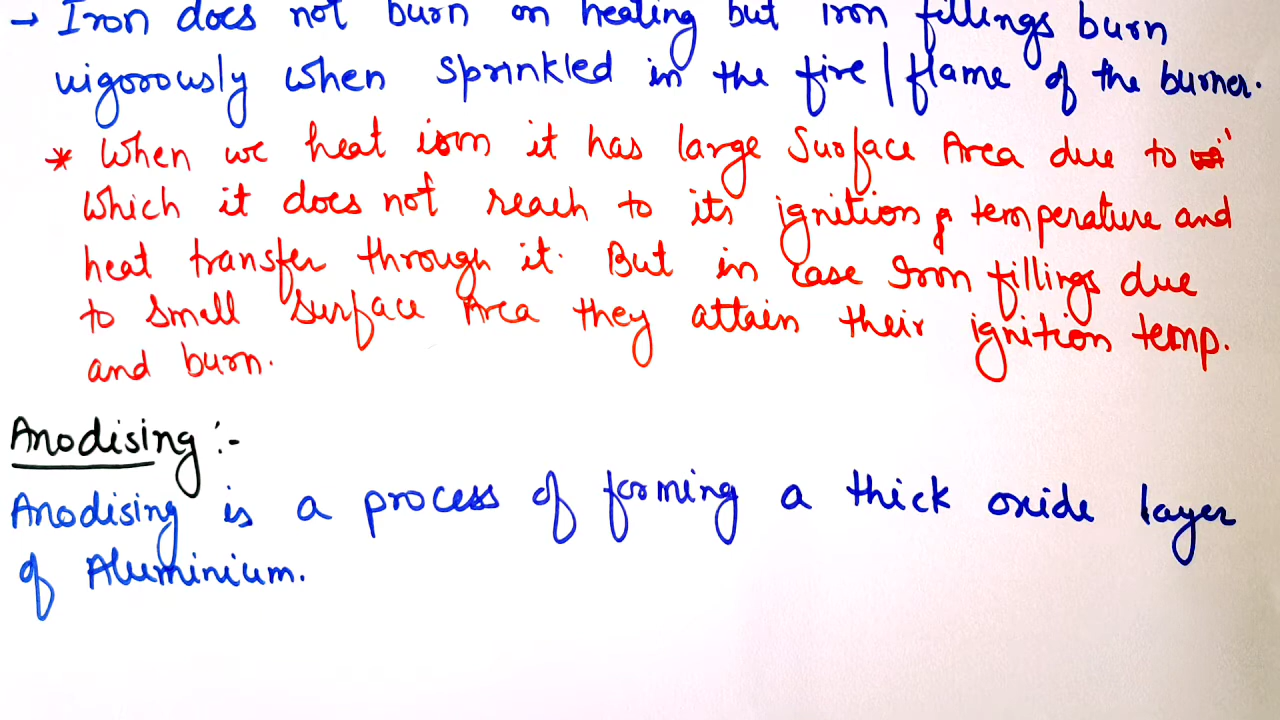 → Iron does not burn on heating but iron fillings burn
vigorously when sprinkled in the fire/flame of the burner.
* When we heat iron it has large Surface Area due to
which it does not reach to its ignition temperature and
heat transfer through it. But in case Iron fillings due
to small surface Area they attain their ignition temp.
and burn.
Anodising :-
Anodising is a process of forming a thick oxide layer
of Aluminium.